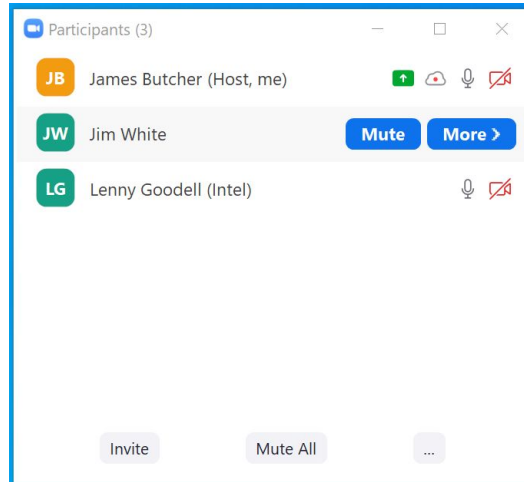 Participants (3)
JB James Butcher (Host, me)
JW Jim White Mute More >
LG Lenny Goodell (Intel)
Invite Mute All ...